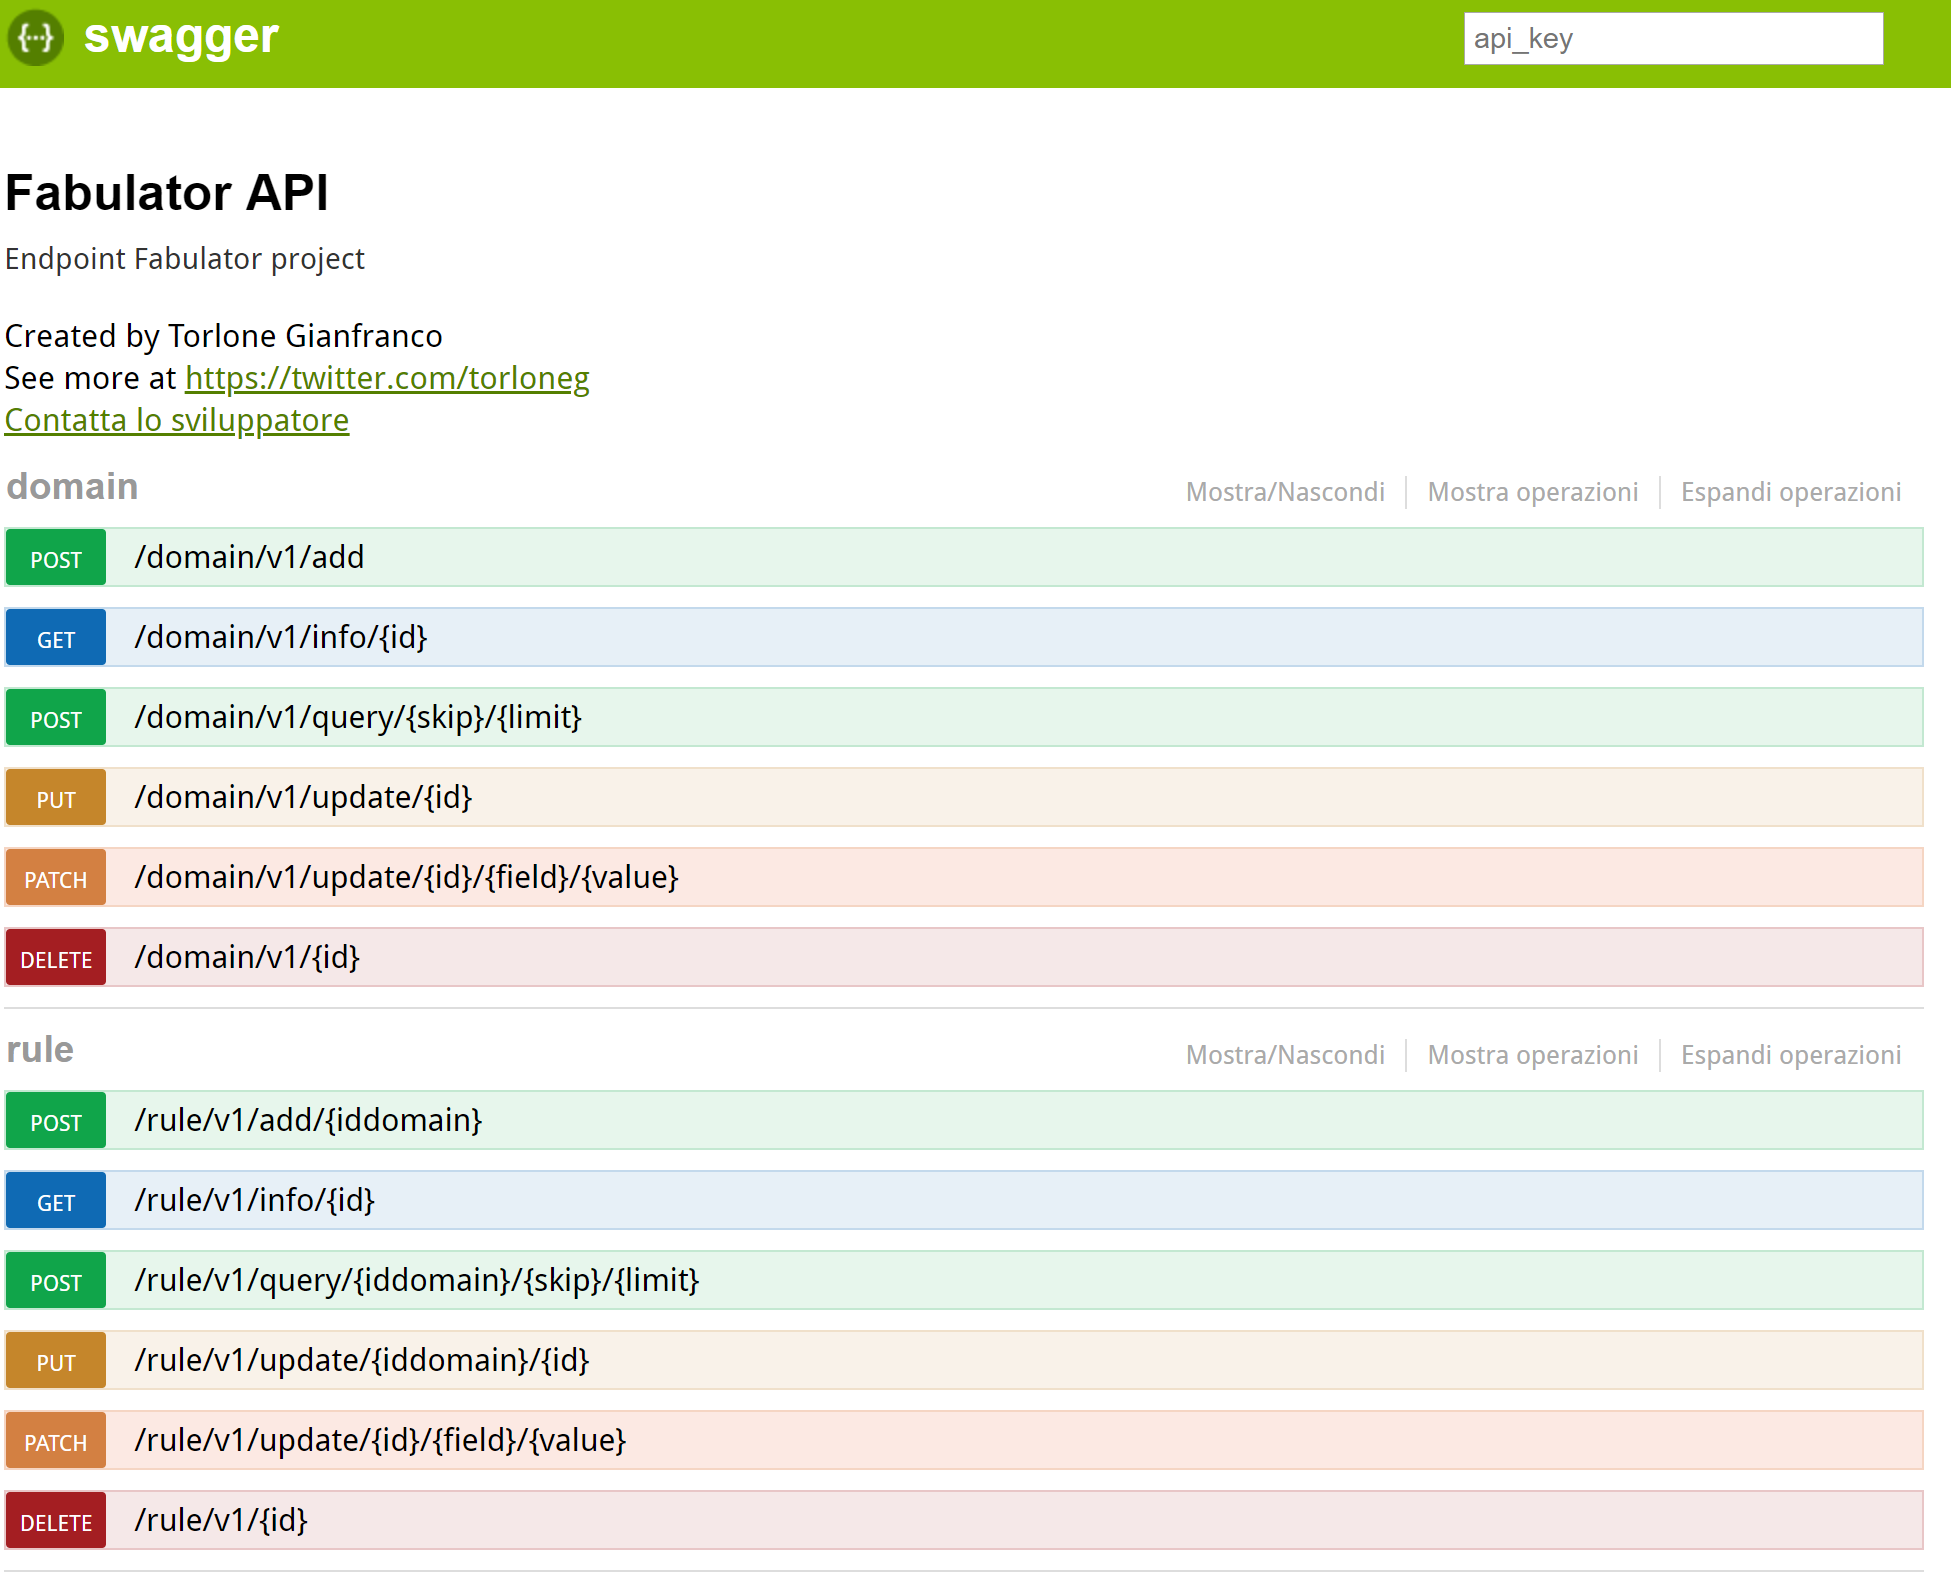 swagger
api_key
Fabulator API
Endpoint Fabulator project
Created by Torlone Gianfranco
See more at https://twitter.com/torloneg
Contatta lo sviluppatore
domain Mostra/Nascondi Mostra operazioni Espandi operazioni
POST /domain/v1/add
GET /domain/v1/info/{id}
POST /domain/v1/query/{skip}/{limit}
PUT /domain/v1/update/{id}
PATCH /domain/v1/update/{id}/{field}/{value}
DELETE /domain/v1/{id}
rule Mostra/Nascondi Mostra operazioni Espandi operazioni
POST /rule/v1/add/{iddomain}
GET /rule/v1/info/{id}
POST /rule/v1/query/{iddomain}/{skip}/{limit}
PUT /rule/v1/update/{iddomain}/{id}
PATCH /rule/v1/update/{id}/{field}/{value}
DELETE /rule/v1/{id}